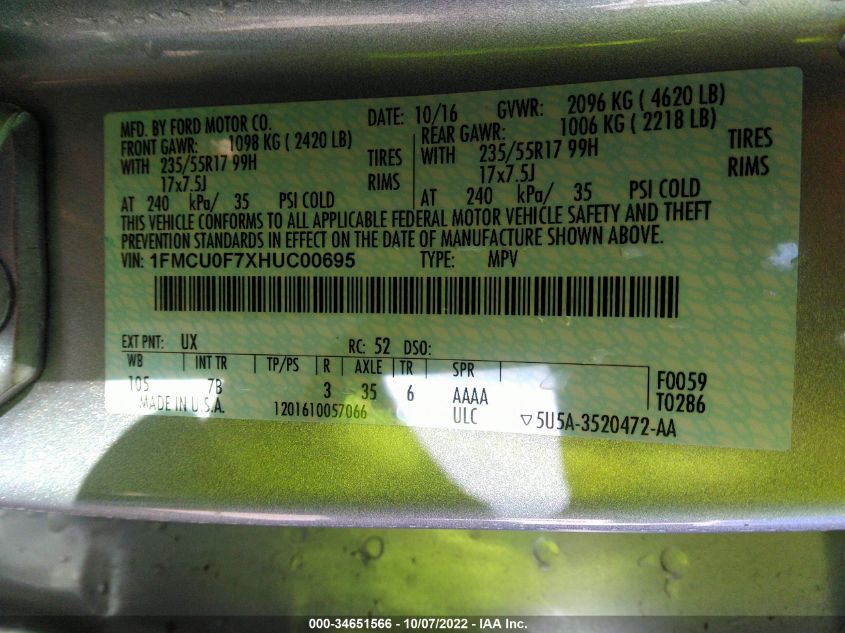 MFD. BY FORD MOTOR CO. DATE: 10/16 GVWR: 2096 KG ( 4620 LB)
FRONT GAWR: 1098 KG ( 2420 LB) REAR GAWR: 1006 KG ( 2218 LB)
WITH 235/55R17 99H TIRES WITH 235/55R17 99H TIRES
17x7.5J RIMS 17x7.5J RIMS
AT 240 kPa/ 35 PSI COLD AT 240 kPa/ 35 PSI COLD
THIS VEHICLE CONFORMS TO ALL APPLICABLE FEDERAL MOTOR VEHICLE SAFETY AND THEFT
PREVENTION STANDARDS IN EFFECT ON THE DATE OF MANUFACTURE SHOWN ABOVE.
VIN: 1FMCU0F7XHUC00695 TYPE: MPV
EXT PNT: UX RC: 52 DSO:
WB INT TR TP/PS R AXLE TR SPR
105 7B 3 35 6 AAAA F0059
MADE IN U.S.A. 1201610057066 ULC T0286
▽5U5A-3520472-AA
000-34651566 - 10/07/2022 - IAA Inc.